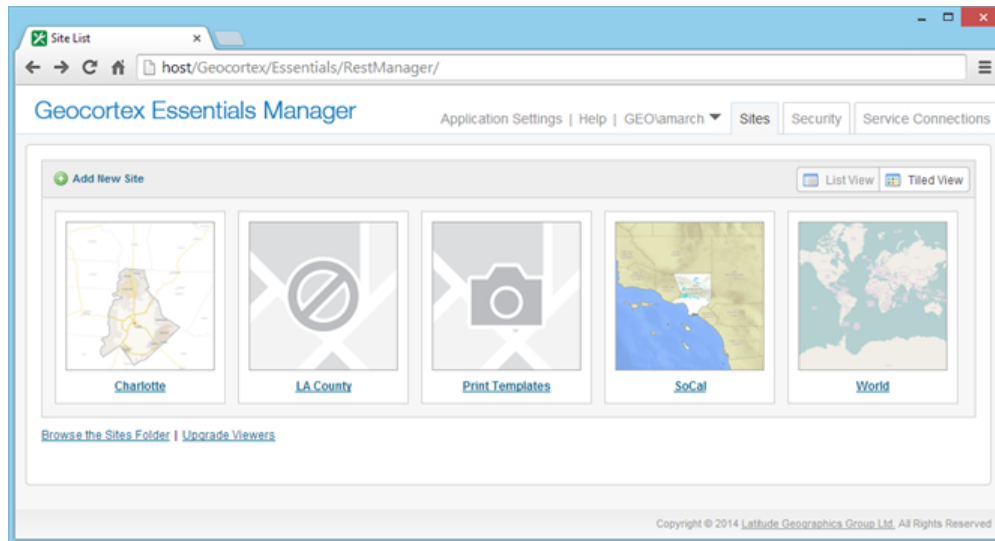 Site List
host/Geocortex/Essentials/RestManager/
Geocortex Essentials Manager
Application Settings | Help | GEO\amarch Sites Security Service Connections
Add New Site List View Tiled View
Charlotte LA County Print Templates SoCal World
Browse the Sites Folder | Upgrade Viewers
Copyright © 2014 Latitude Geographics Group Ltd. All Rights Reserved